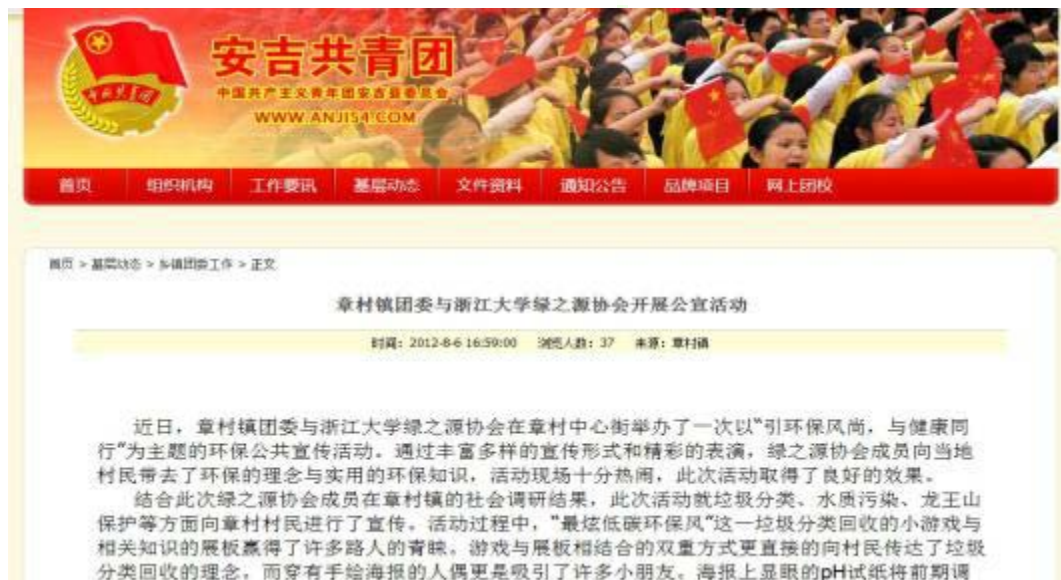 安吉共青团
中国共产主义青年团安吉县委员会
WWW.ANJI54.COM
首页 组织机构 工作要讯 基层动态 文件资料 通知公告 品牌项目 网上团校
首页 > 基层动态 > 乡镇团委工作 > 正文
章村镇团委与浙江大学绿之源协会开展公宣活动
时间：2012-8-6 16:59:00 浏览人数：37 来源：章村镇
近日，章村镇团委与浙江大学绿之源协会在章村中心街举办了一次以“引环保风尚，与健康同
行”为主题的环保公共宣传活动。通过丰富多样的宣传形式和精彩的表演，绿之源协会成员向当地
村民带去了环保的理念与实用的环保知识，活动现场十分热闹，此次活动取得了良好的效果。
结合此次绿之源协会成员在章村镇的社会调研结果，此次活动就垃圾分类、水质污染、龙王山
保护等方面向章村村民进行了宣传。活动过程中，“最炫低碳环保风”这一垃圾分类回收的小游戏与
相关知识的展板赢得了许多路人的青睐。游戏与展板相结合的双重方式更直接的向村民传达了垃圾
分类回收的理念，而穿有手绘海报的人偶更是吸引了许多小朋友。海报上显眼的pH试纸将前期调